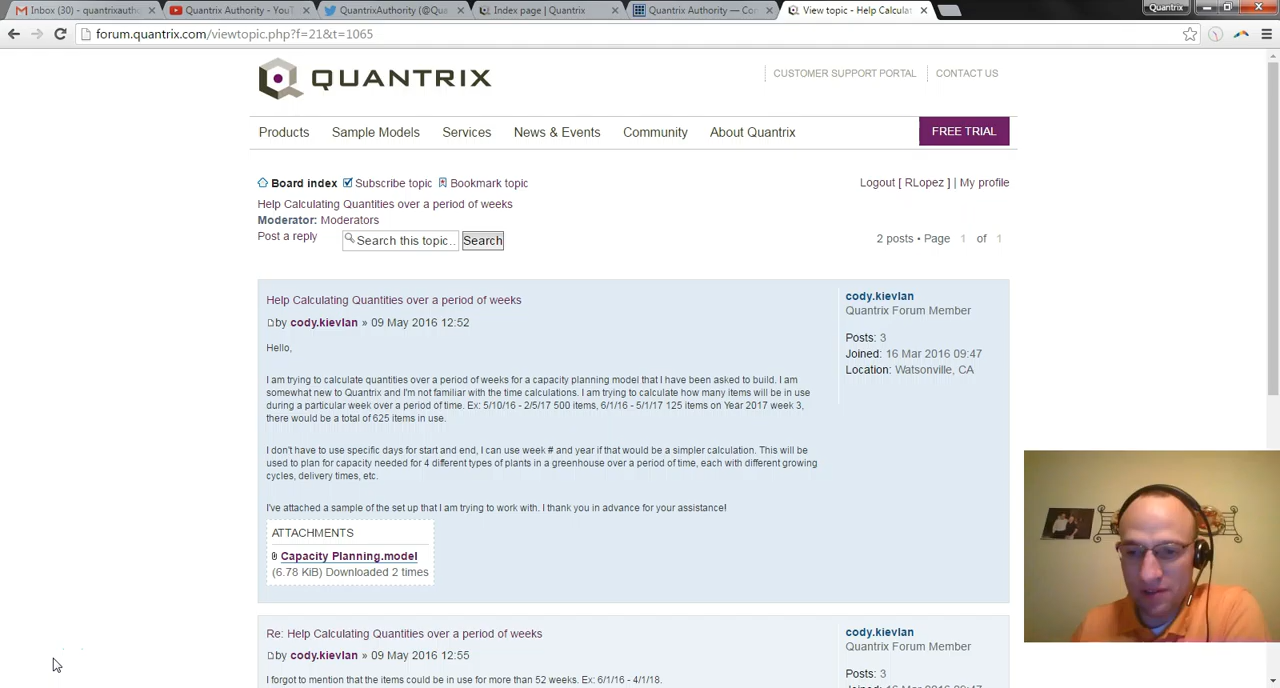 Inbox (30) - quantrixauth
Quantrix Authority - YouT
QuantrixAuthority (@Qua
Index page | Quantrix
Quantrix Authority — Co
View topic - Help Calculat
Quantrix
forum.quantrix.com/viewtopic.php?f=21&t=1065
QUANTRIX
CUSTOMER SUPPORT PORTAL
CONTACT US
Products
Sample Models
Services
News & Events
Community
About Quantrix
FREE TRIAL
Board index
Subscribe topic
Bookmark topic
Logout [ RLopez ] | My profile
Help Calculating Quantities over a period of weeks
Moderator: Moderators
Post a reply
Search this topic..
Search
2 posts • Page 1 of 1
Help Calculating Quantities over a period of weeks
by cody.kievlan » 09 May 2016 12:52
Hello,
I am trying to calculate quantities over a period of weeks for a capacity planning model that I have been asked to build. I am
somewhat new to Quantrix and I'm not familiar with the time calculations. I am trying to calculate how many items will be in use
during a particular week over a period of time. Ex: 5/10/16 - 2/5/17 500 items, 6/1/16 - 5/1/17 125 items on Year 2017 week 3,
there would be a total of 625 items in use.
I don't have to use specific days for start and end, I can use week # and year if that would be a simpler calculation. This will be
used to plan for capacity needed for 4 different types of plants in a greenhouse over a period of time, each with different growing
cycles, delivery times, etc.
I've attached a sample of the set up that I am trying to work with. I thank you in advance for your assistance!
ATTACHMENTS
Capacity Planning.model
(6.78 KiB) Downloaded 2 times
cody.kievlan
Quantrix Forum Member
Posts: 3
Joined: 16 Mar 2016 09:47
Location: Watsonville, CA
Re: Help Calculating Quantities over a period of weeks
by cody.kievlan » 09 May 2016 12:55
I forgot to mention that the items could be in use for more than 52 weeks. Ex: 6/1/16 - 4/1/18.
cody.kievlan
Quantrix Forum Member
Posts: 3